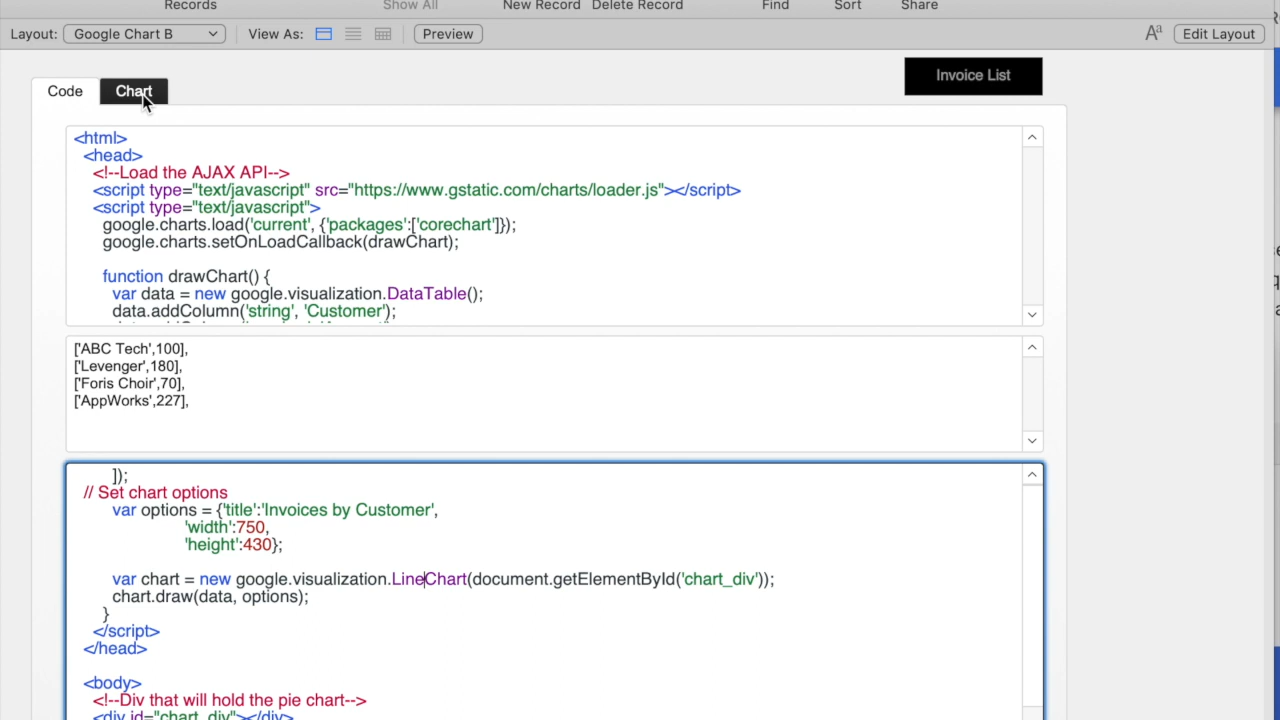 Records Show All New Record Delete Record Find Sort Share
Layout: Google Chart B View As: Preview Aa Edit Layout
Invoice List
Code Chart
<html>
<head>
<!--Load the AJAX API-->
<script type="text/javascript" src="https://www.gstatic.com/charts/loader.js"></script>
<script type="text/javascript">
google.charts.load('current', {'packages':['corechart']});
google.charts.setOnLoadCallback(drawChart);
function drawChart() {
var data = new google.visualization.DataTable();
data.addColumn('string', 'Customer');
['ABC Tech',100],
['Levenger',180],
['Foris Choir',70],
['AppWorks',227],
]);
// Set chart options
var options = {'title':'Invoices by Customer',
'width':750,
'height':430};
var chart = new google.visualization.LineChart(document.getElementById('chart_div'));
chart.draw(data, options);
}
</script>
</head>
<body>
<!--Div that will hold the pie chart-->
<div id="chart_div"></div>